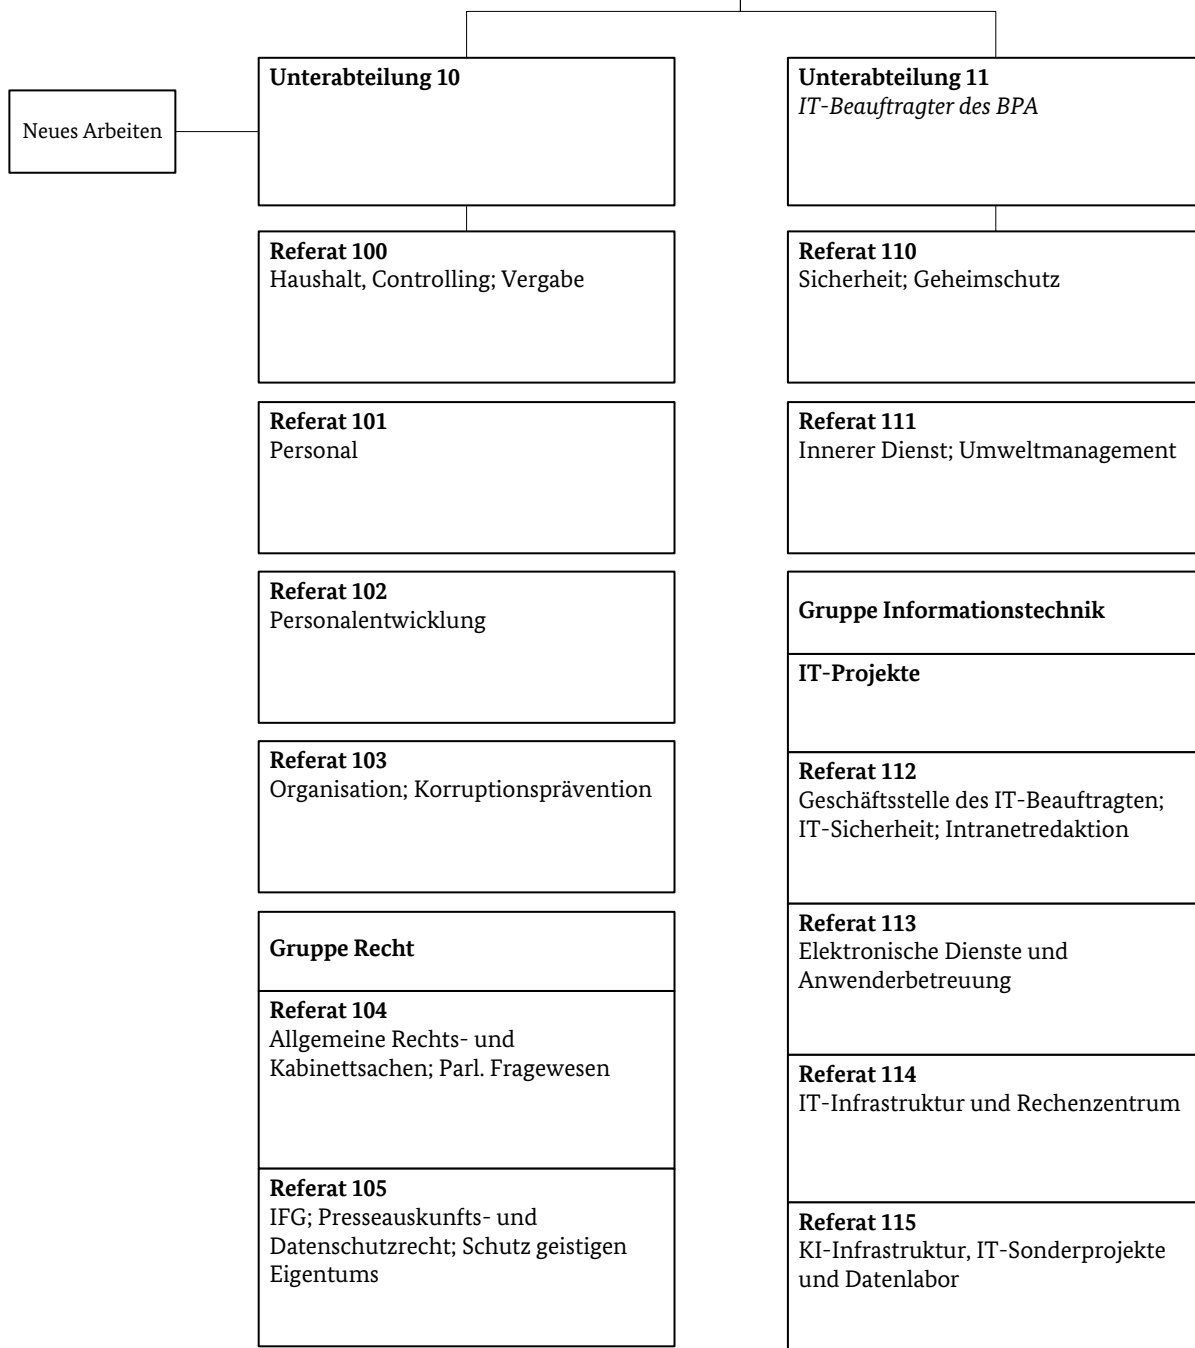 Neues Arbeiten
Unterabteilung 10
Referat 100
Haushalt, Controlling; Vergabe
Referat 101
Personal
Referat 102
Personalentwicklung
Referat 103
Organisation; Korruptionsprävention
Gruppe Recht
Referat 104
Allgemeine Rechts- und
Kabinettsachen; Parl. Fragewesen
Referat 105
IFG; Presseauskunfts- und
Datenschutzrecht; Schutz geistigen
Eigentums
Unterabteilung 11
IT-Beauftragter des BPA
Referat 110
Sicherheit; Geheimschutz
Referat 111
Innerer Dienst; Umweltmanagement
Gruppe Informationstechnik
IT-Projekte
Referat 112
Geschäftsstelle des IT-Beauftragten;
IT-Sicherheit; Intranetredaktion
Referat 113
Elektronische Dienste und
Anwenderbetreuung
Referat 114
IT-Infrastruktur und Rechenzentrum
Referat 115
KI-Infrastruktur, IT-Sonderprojekte
und Datenlabor